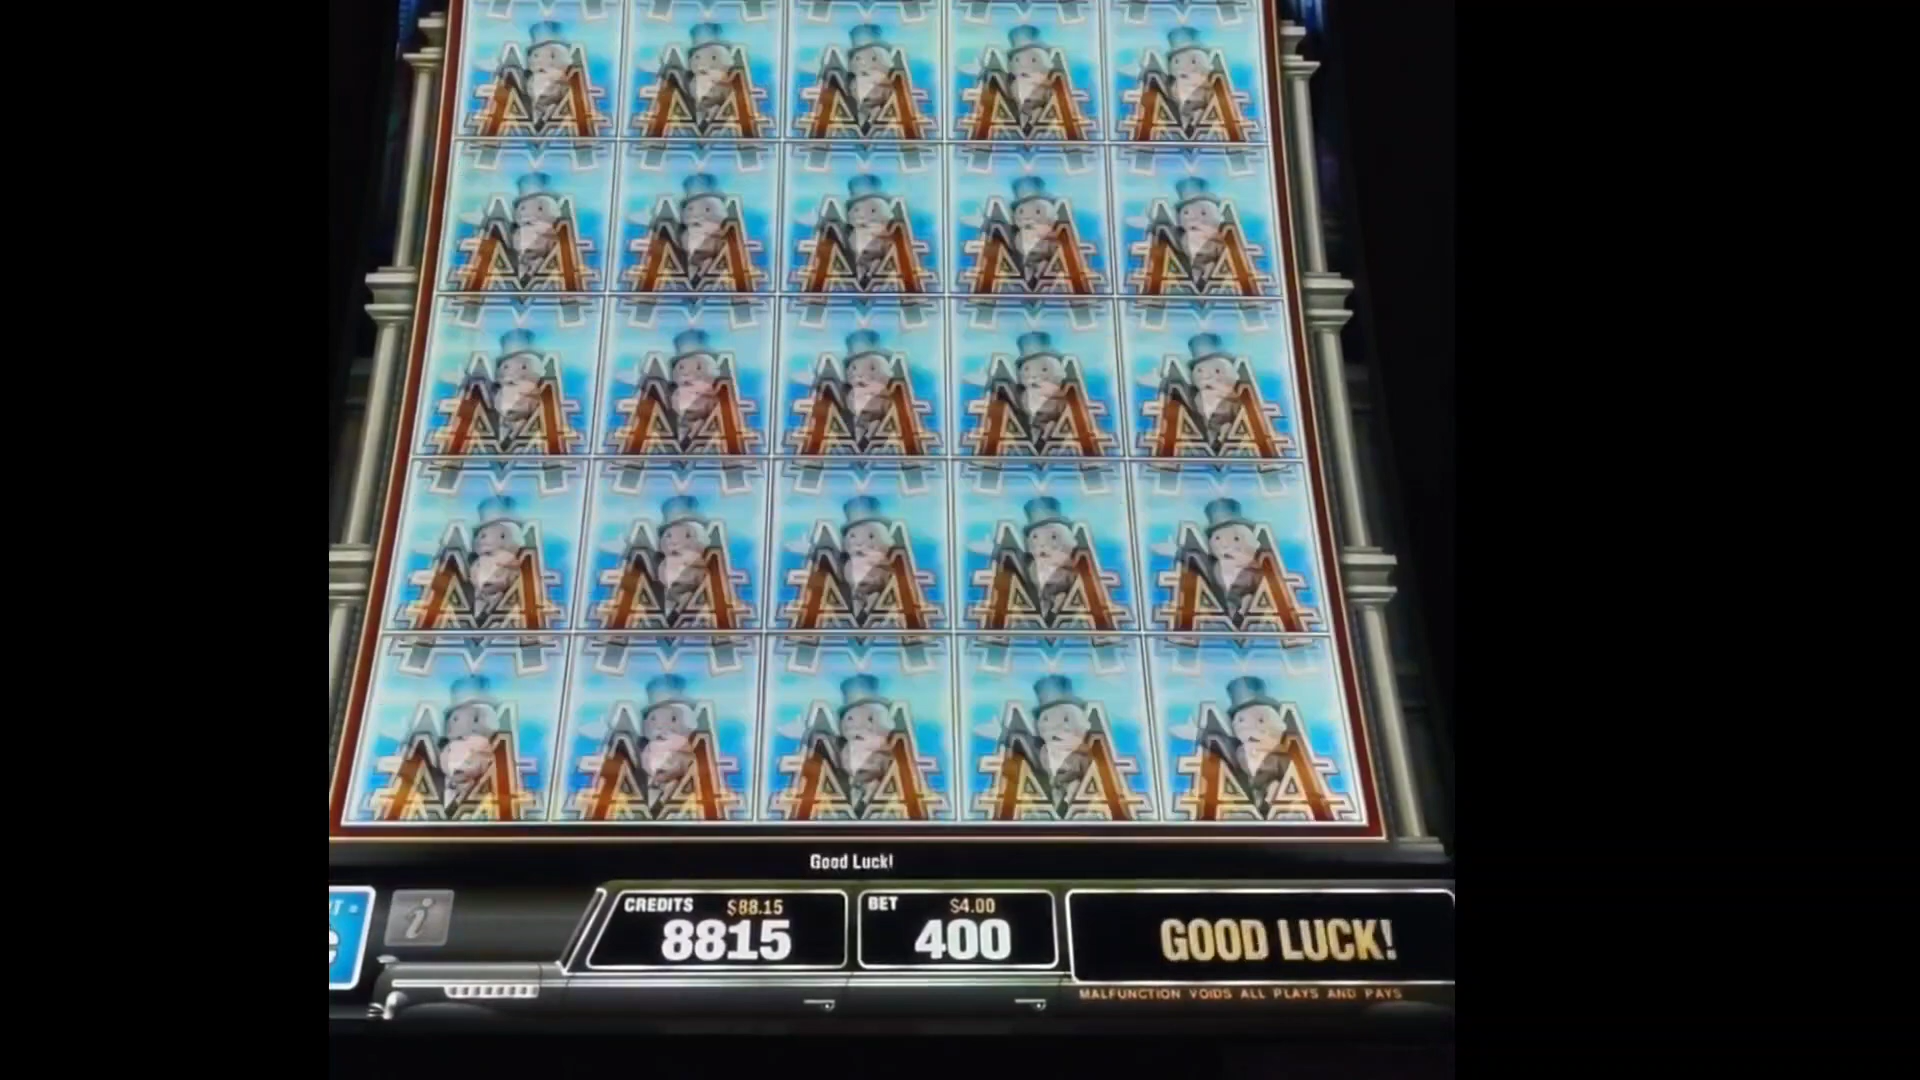 Good Luck!
CREDITS $88.15
8815
BET $4.00
400
GOOD LUCK!
MALFUNCTION VOIDS ALL PLAYS AND PAYS